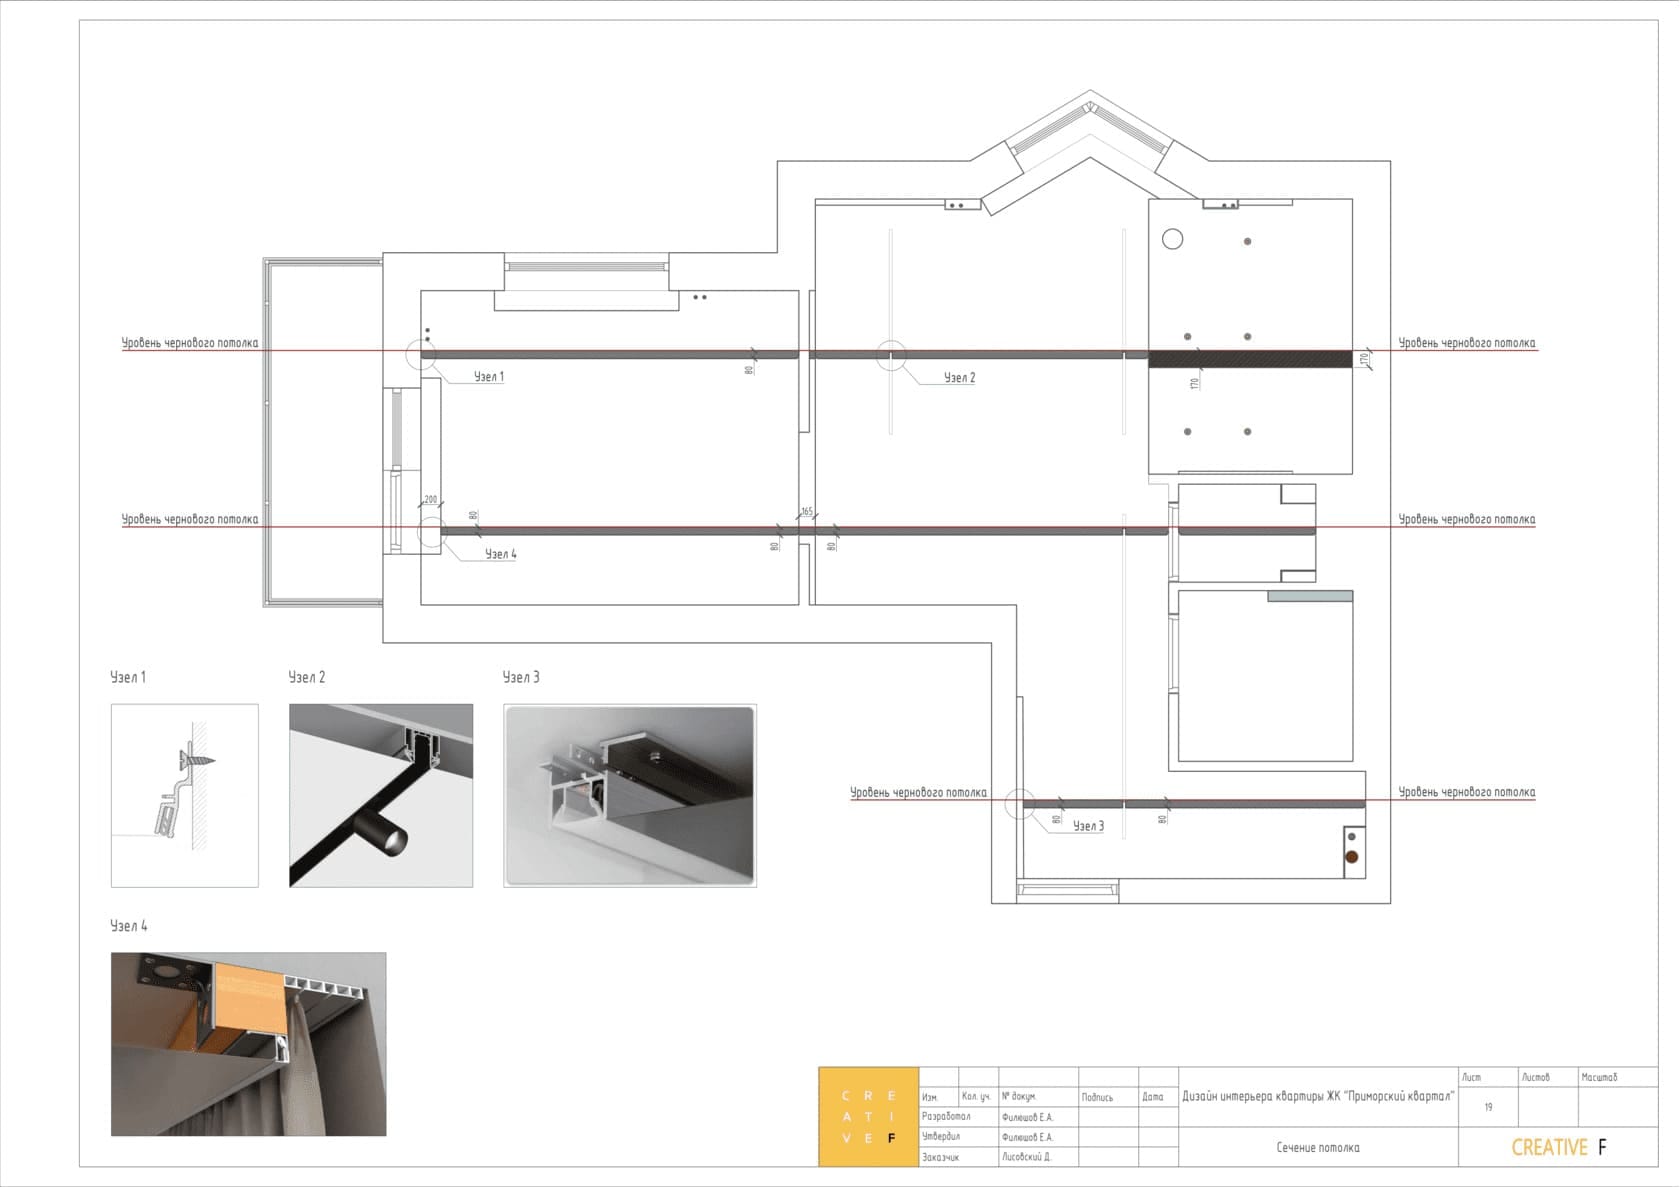 Уровень чернового потолка
Уровень чернового потолка
170
Узел 1
80
Узел 2
170
200
80
165
Уровень чернового потолка
Уровень чернового потолка
80
80
Узел 4
Узел 1
Узел 2
Узел 3
Уровень чернового потолка
Уровень чернового потолка
80
Узел 3
80
Узел 4
C R E
A T I
V E F
Изм.
Кол. уч.
№ докум.
Подпись
Дата
Разработал
Филюшов Е.А.
Утвердил
Филюшов Е.А.
Заказчик
Лисовский Д.
Дизайн интерьера квартиры ЖК "Приморский квартал"
Сечение потолка
Лист
Листов
Масштаб
19
CREATIVE F